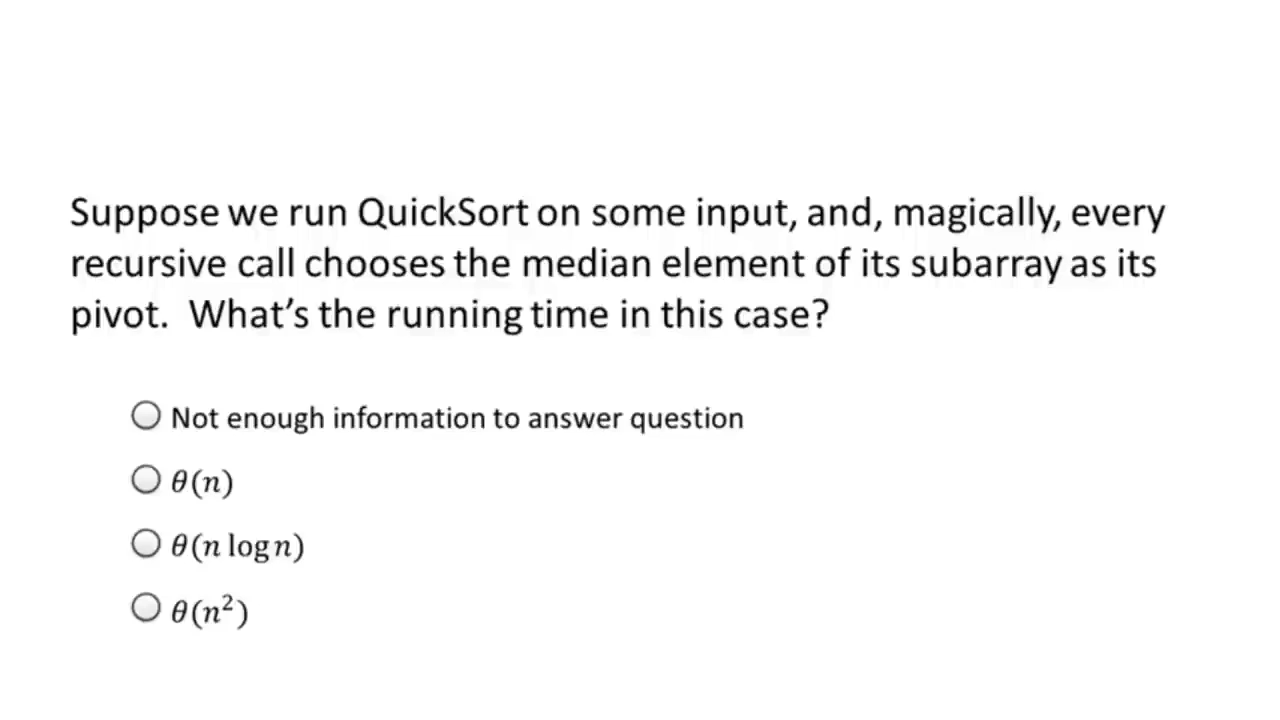 Suppose we run QuickSort on some input, and, magically, every
recursive call chooses the median element of its subarray as its
pivot. What’s the running time in this case?
Not enough information to answer question
θ(n)
θ(n log n)
θ(n²)